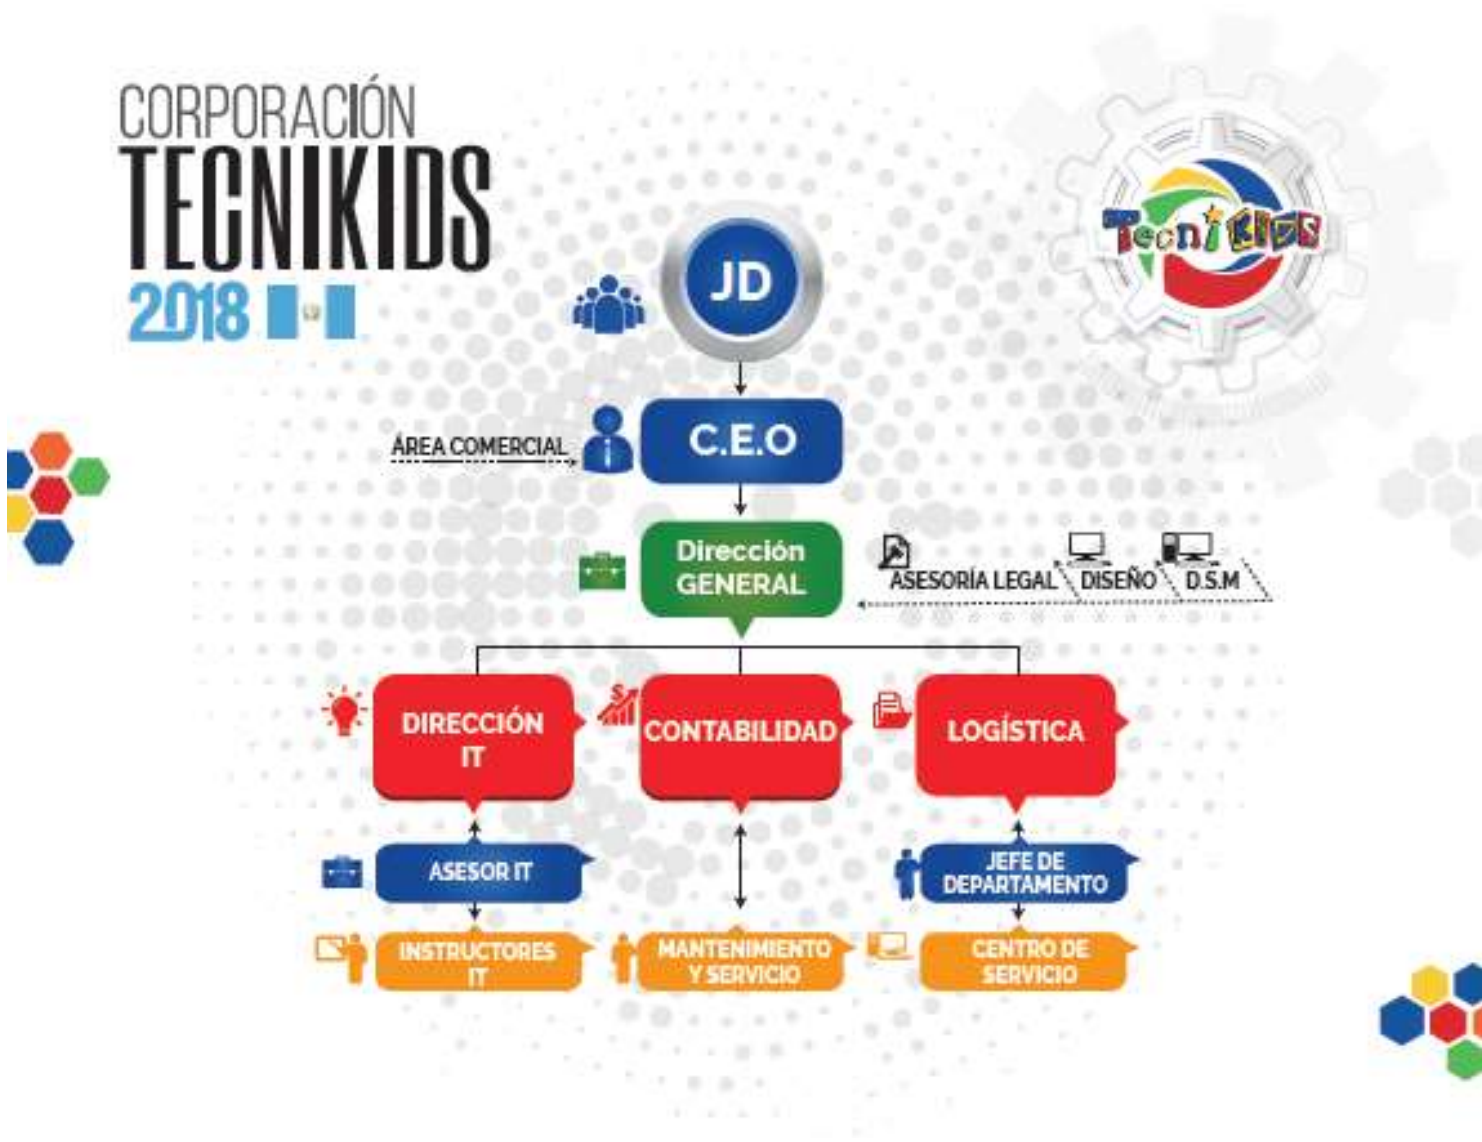 CORPORACIÓN
TECNIKIDS
2018
TecniKIDS
JD
ÁREA COMERCIAL
C.E.O
Dirección
GENERAL
ASESORÍA LEGAL
DISEÑO
D.S.M
DIRECCIÓN
IT
CONTABILIDAD
LOGÍSTICA
ASESOR IT
JEFE DE
DEPARTAMENTO
INSTRUCTORES
IT
MANTENIMIENTO
Y SERVICIO
CENTRO DE
SERVICIO